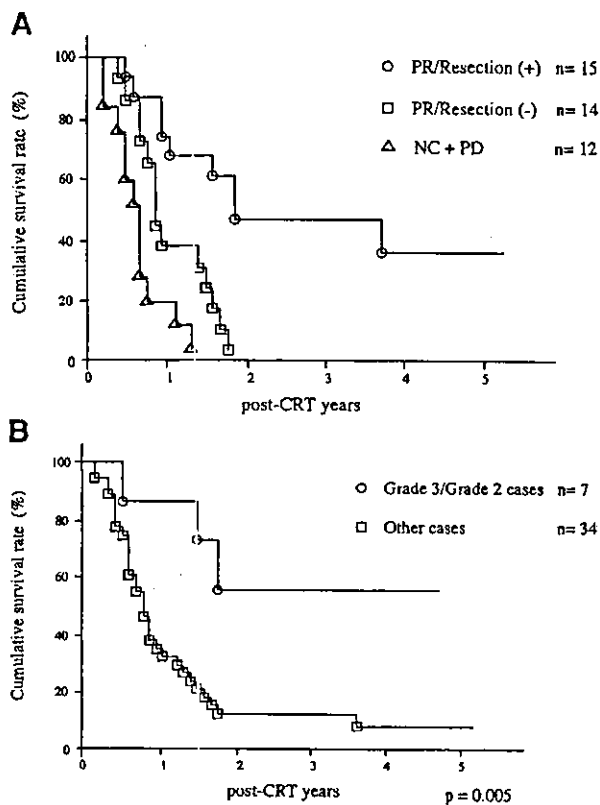 A
Cumulative survival rate (%)
100
80
60
40
20
0
0 1 2 3 4 5
post-CRT years
PR/Resection (+) n= 15
PR/Resection (-) n= 14
NC + PD n= 12
B
Cumulative survival rate (%)
100
80
60
40
20
0
0 1 2 3 4 5
post-CRT years
Grade 3/Grade 2 cases n= 7
Other cases n= 34
p = 0.005